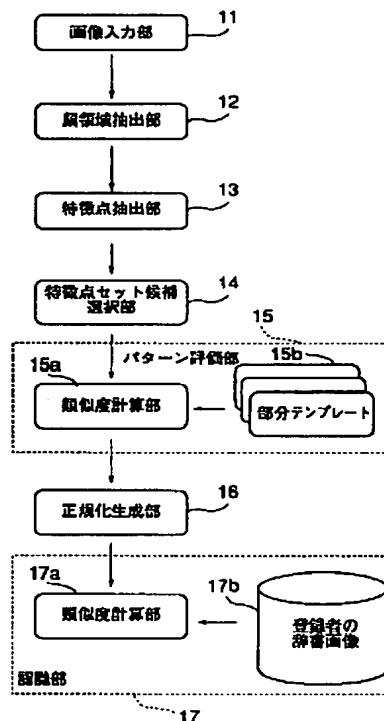 画像入力部
11
顔領域抽出部
12
特徴点抽出部
13
特徴点セット候補
選択部
14
15
パターン評価部
15a
15b
類似度計算部
部分テンプレート
正規化生成部
16
17a
類似度計算部
17b
登録者の
辞書画像
認識部
17